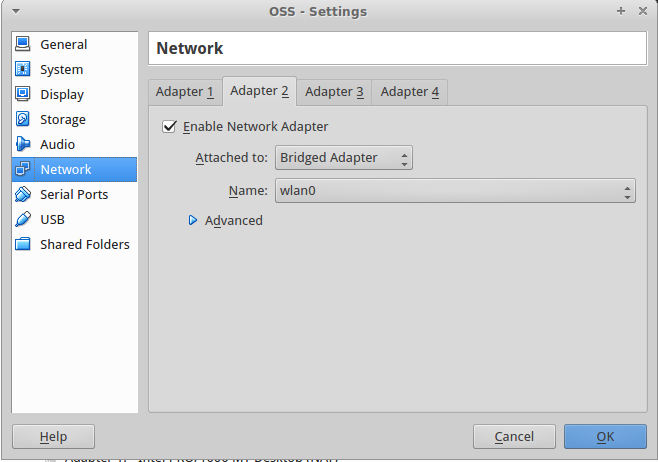 OSS - Settings
General
System
Display
Storage
Audio
Network
Serial Ports
USB
Shared Folders
Network
Adapter 1 Adapter 2 Adapter 3 Adapter 4
Enable Network Adapter
Attached to: Bridged Adapter
Name: wlan0
Advanced
Help Cancel OK